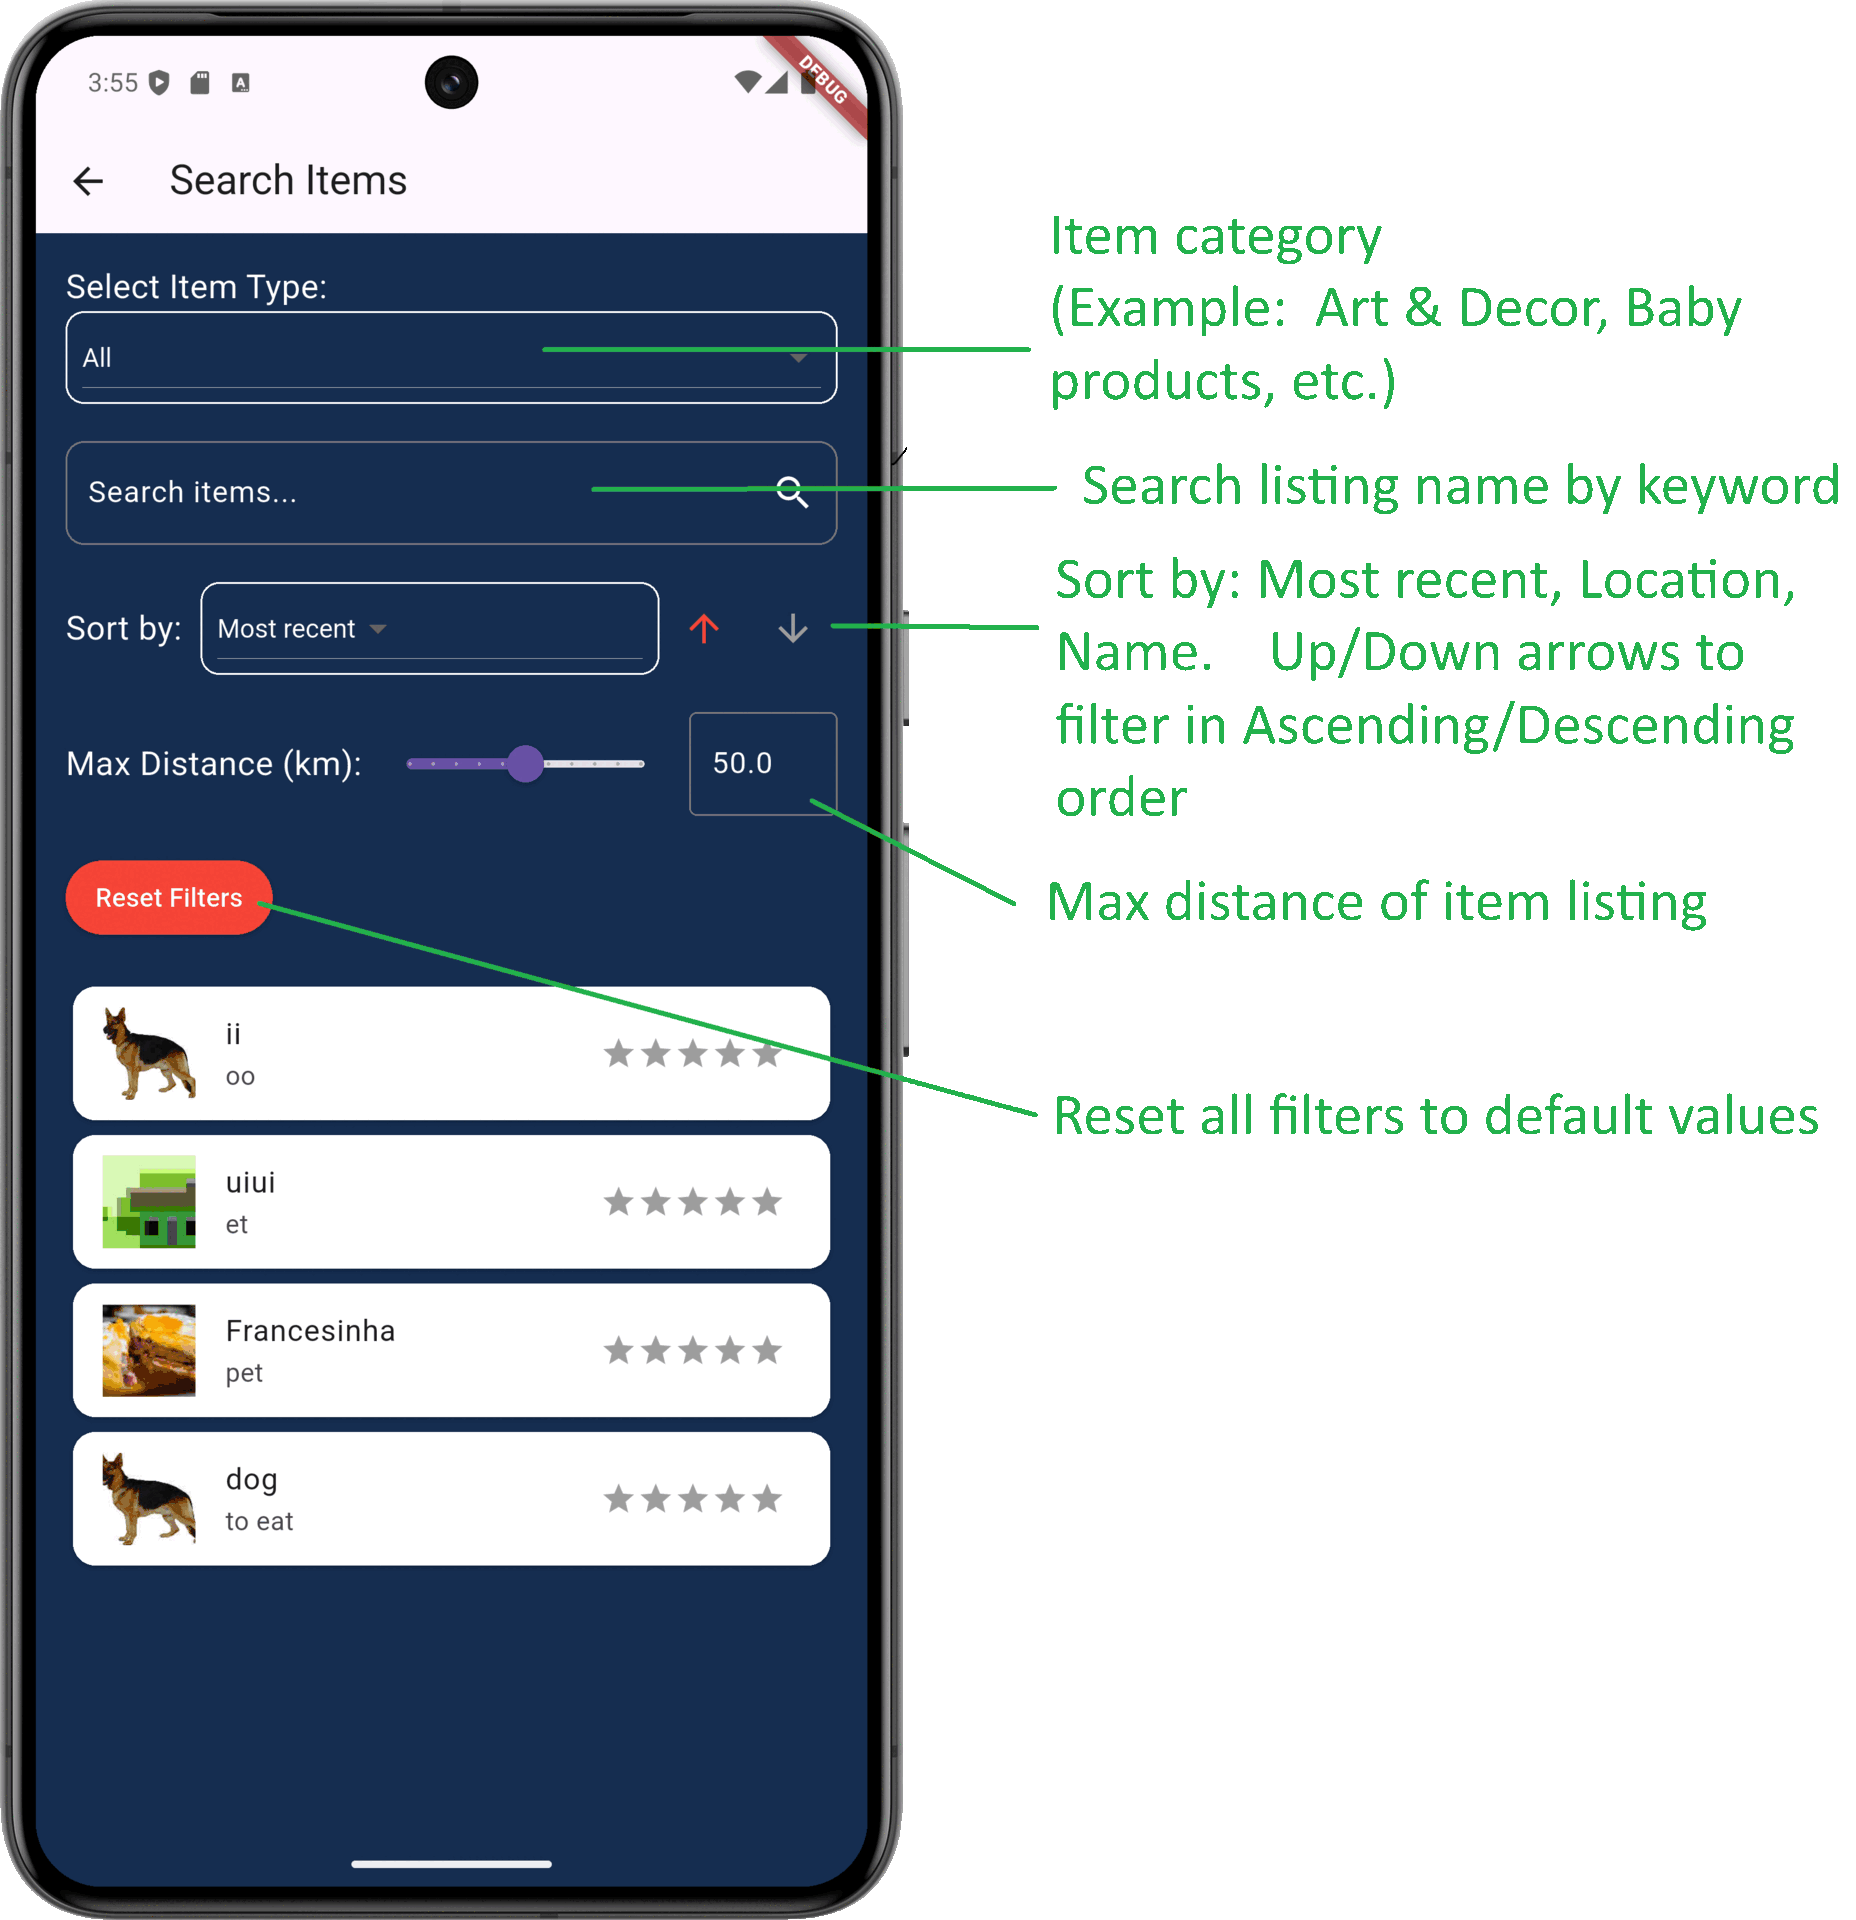 3:55
DEBUG
Search Items
Select Item Type:
All
Search items...
Sort by:
Most recent
Max Distance (km):
50.0
Reset Filters
ii
oo
uiui
et
Francesinha
pet
dog
to eat
Item category
(Example:  Art & Decor, Baby
products, etc.)
Search listing name by keyword
Sort by: Most recent, Location,
Name.    Up/Down arrows to
filter in Ascending/Descending
order
Max distance of item listing
Reset all filters to default values